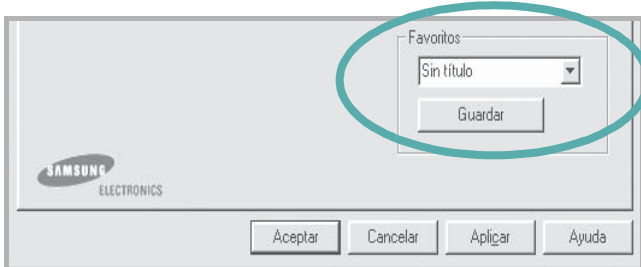 Favoritos
Sin título
Guardar
SAMSUNG
ELECTRONICS
Aceptar Cancelar Aplicar Ayuda